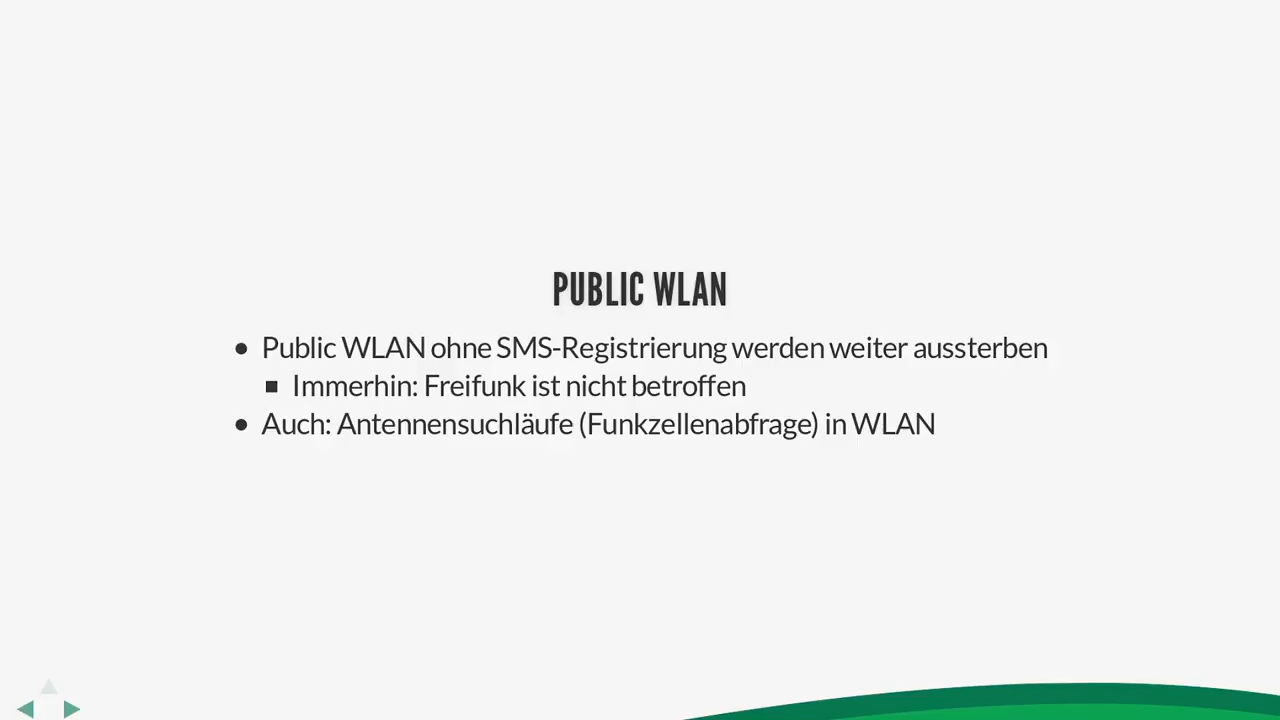 PUBLIC WLAN
Public WLAN ohne SMS-Registrierung werden weiter aussterben
Immerhin: Freifunk ist nicht betroffen
Auch: Antennensuchläufe (Funkzellenabfrage) in WLAN